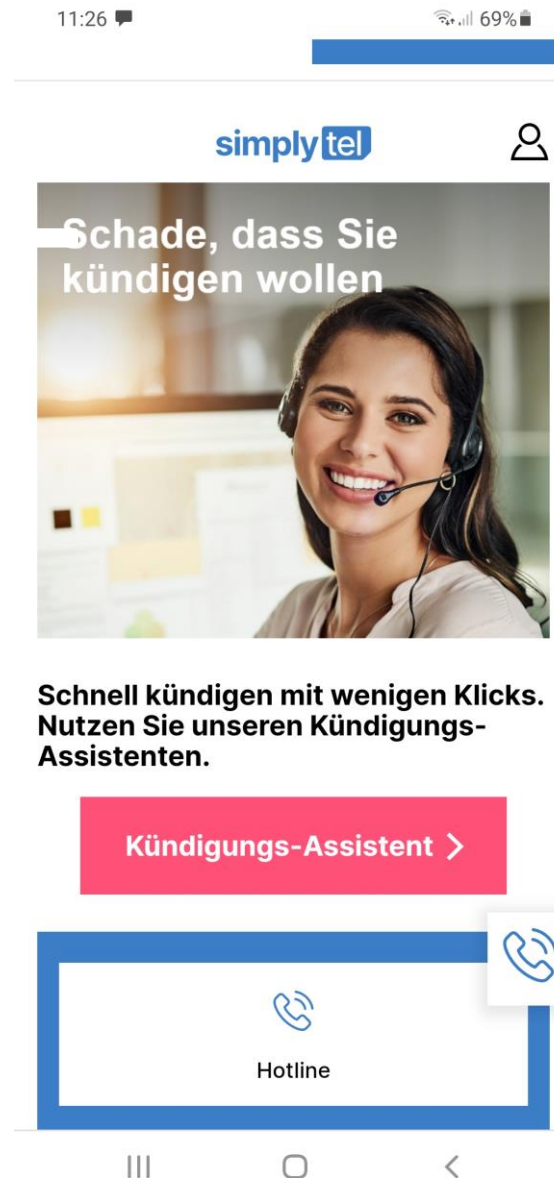 11:26
69%
simplytel
Schade, dass Sie
kündigen wollen
Schnell kündigen mit wenigen Klicks.
Nutzen Sie unseren Kündigungs-
Assistenten.
Kündigungs-Assistent
Hotline